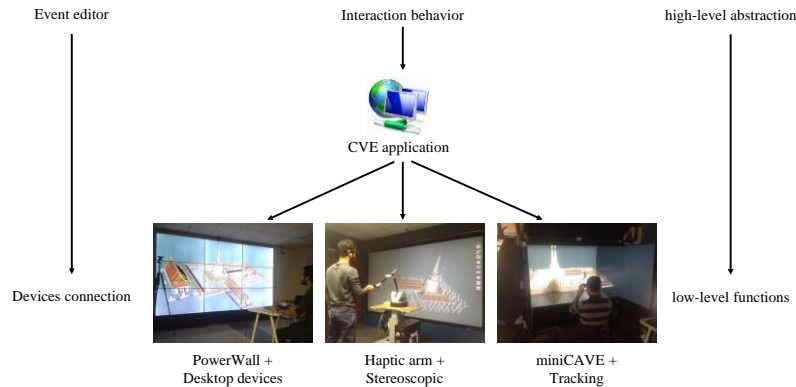 Event editor
Interaction behavior
high-level abstraction
CVE application
Devices connection
low-level functions
PowerWall +
Desktop devices
Haptic arm +
Stereoscopic
miniCAVE +
Tracking